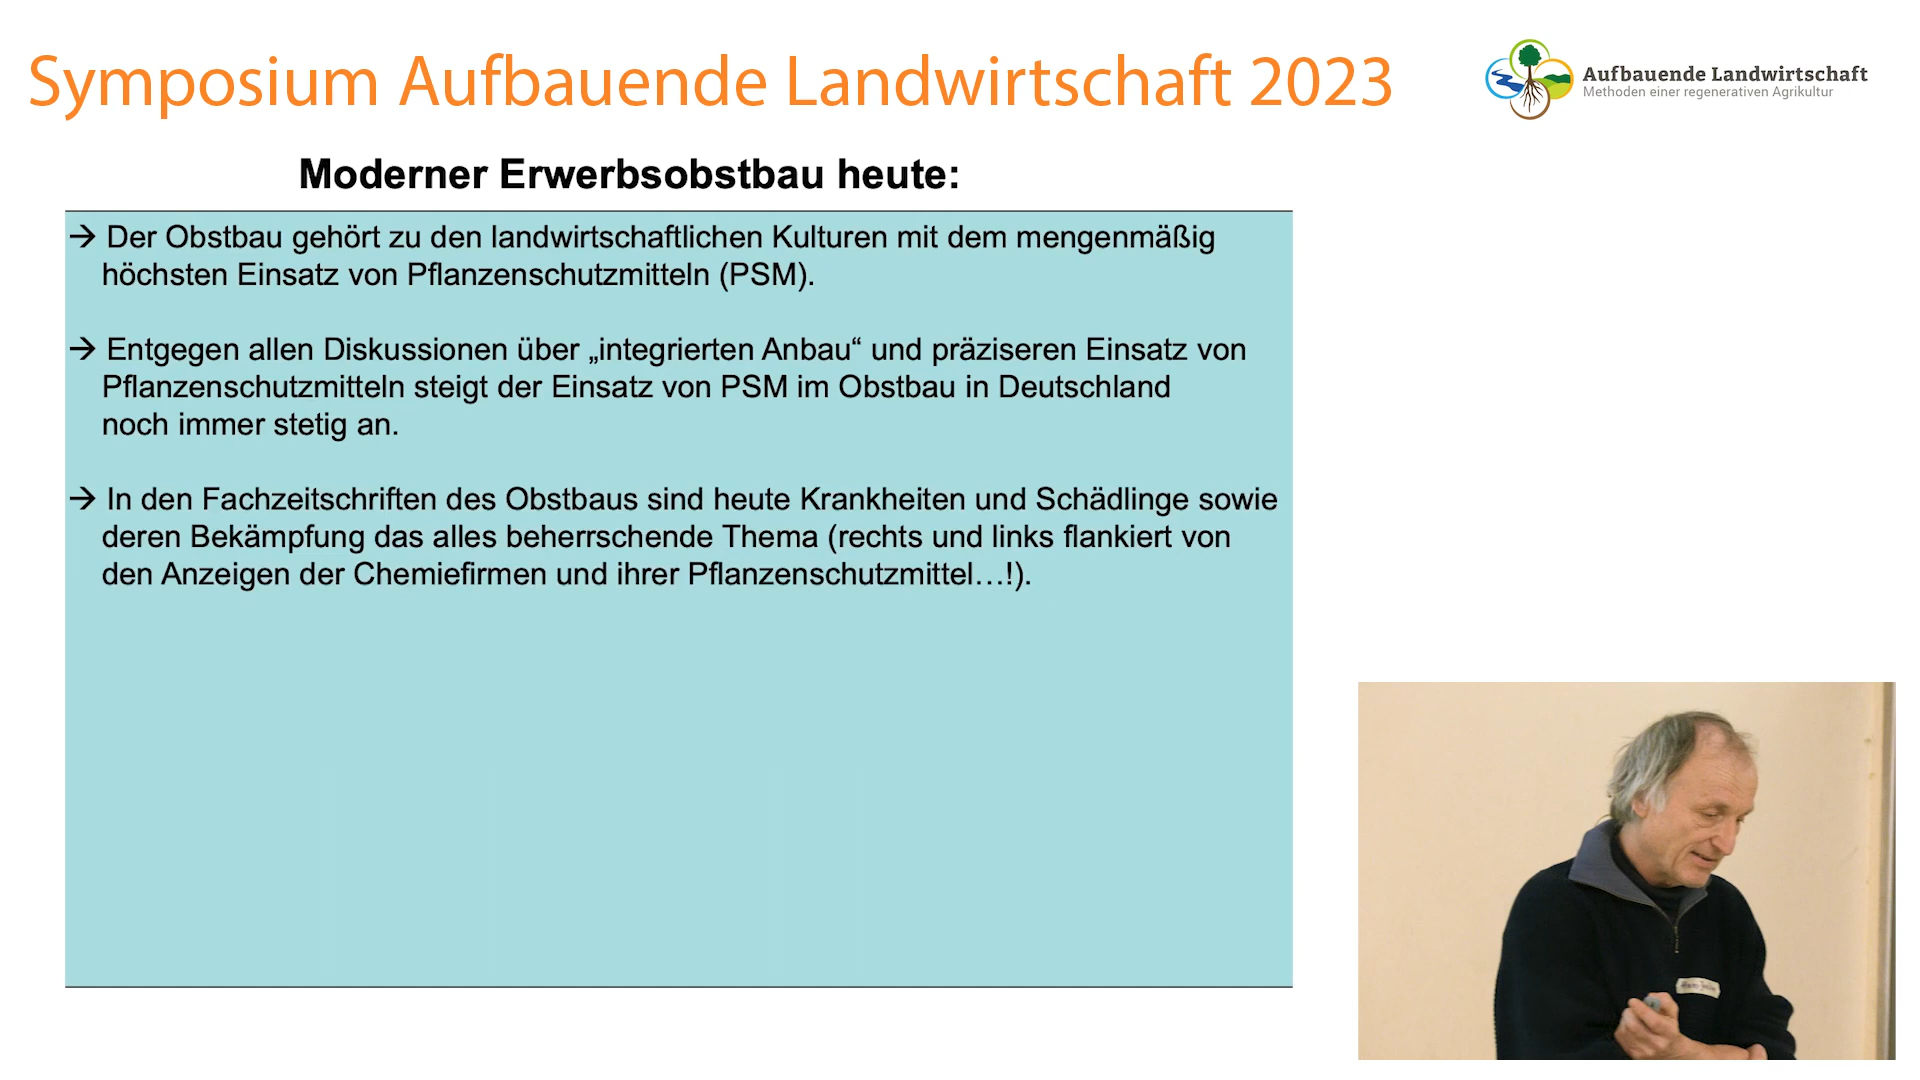 Symposium Aufbauende Landwirtschaft 2023
Aufbauende Landwirtschaft
Methoden einer regenerativen Agrikultur
Moderner Erwerbsobstbau heute:
→ Der Obstbau gehört zu den landwirtschaftlichen Kulturen mit dem mengenmäßig
höchsten Einsatz von Pflanzenschutzmitteln (PSM).
→ Entgegen allen Diskussionen über „integrierten Anbau“ und präziseren Einsatz von
Pflanzenschutzmitteln steigt der Einsatz von PSM im Obstbau in Deutschland
noch immer stetig an.
→ In den Fachzeitschriften des Obstbaus sind heute Krankheiten und Schädlinge sowie
deren Bekämpfung das alles beherrschende Thema (rechts und links flankiert von
den Anzeigen der Chemiefirmen und ihrer Pflanzenschutzmittel…!).